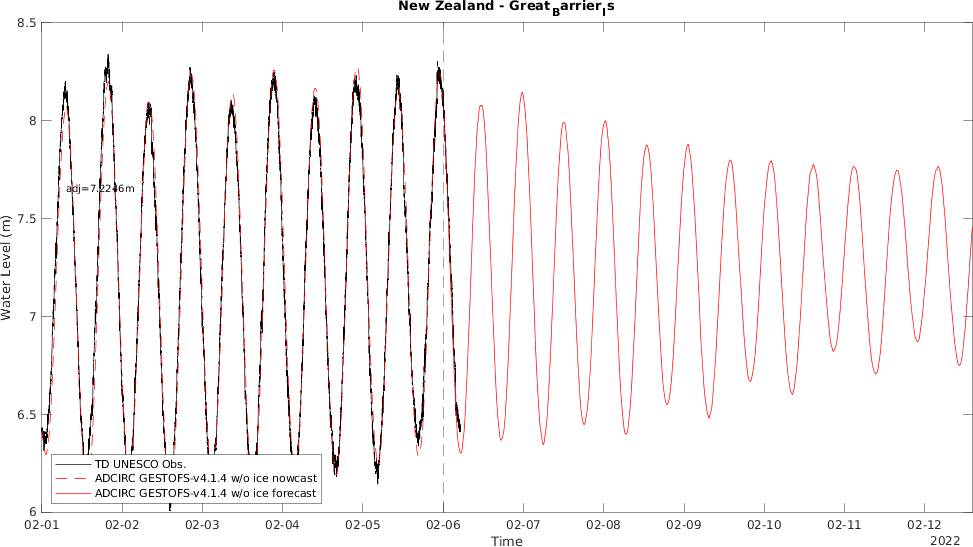 New Zealand - Great_Barrier_Is
8.5
8
7.5
7
6.5
6
Water Level (m)
adj=7.2246m
TD UNESCO Obs.
ADCIRC GESTOFS-v4.1.4 w/o ice nowcast
ADCIRC GESTOFS-v4.1.4 w/o ice forecast
02-01 02-02 02-03 02-04 02-05 02-06 02-07 02-08 02-09 02-10 02-11 02-12
Time
2022